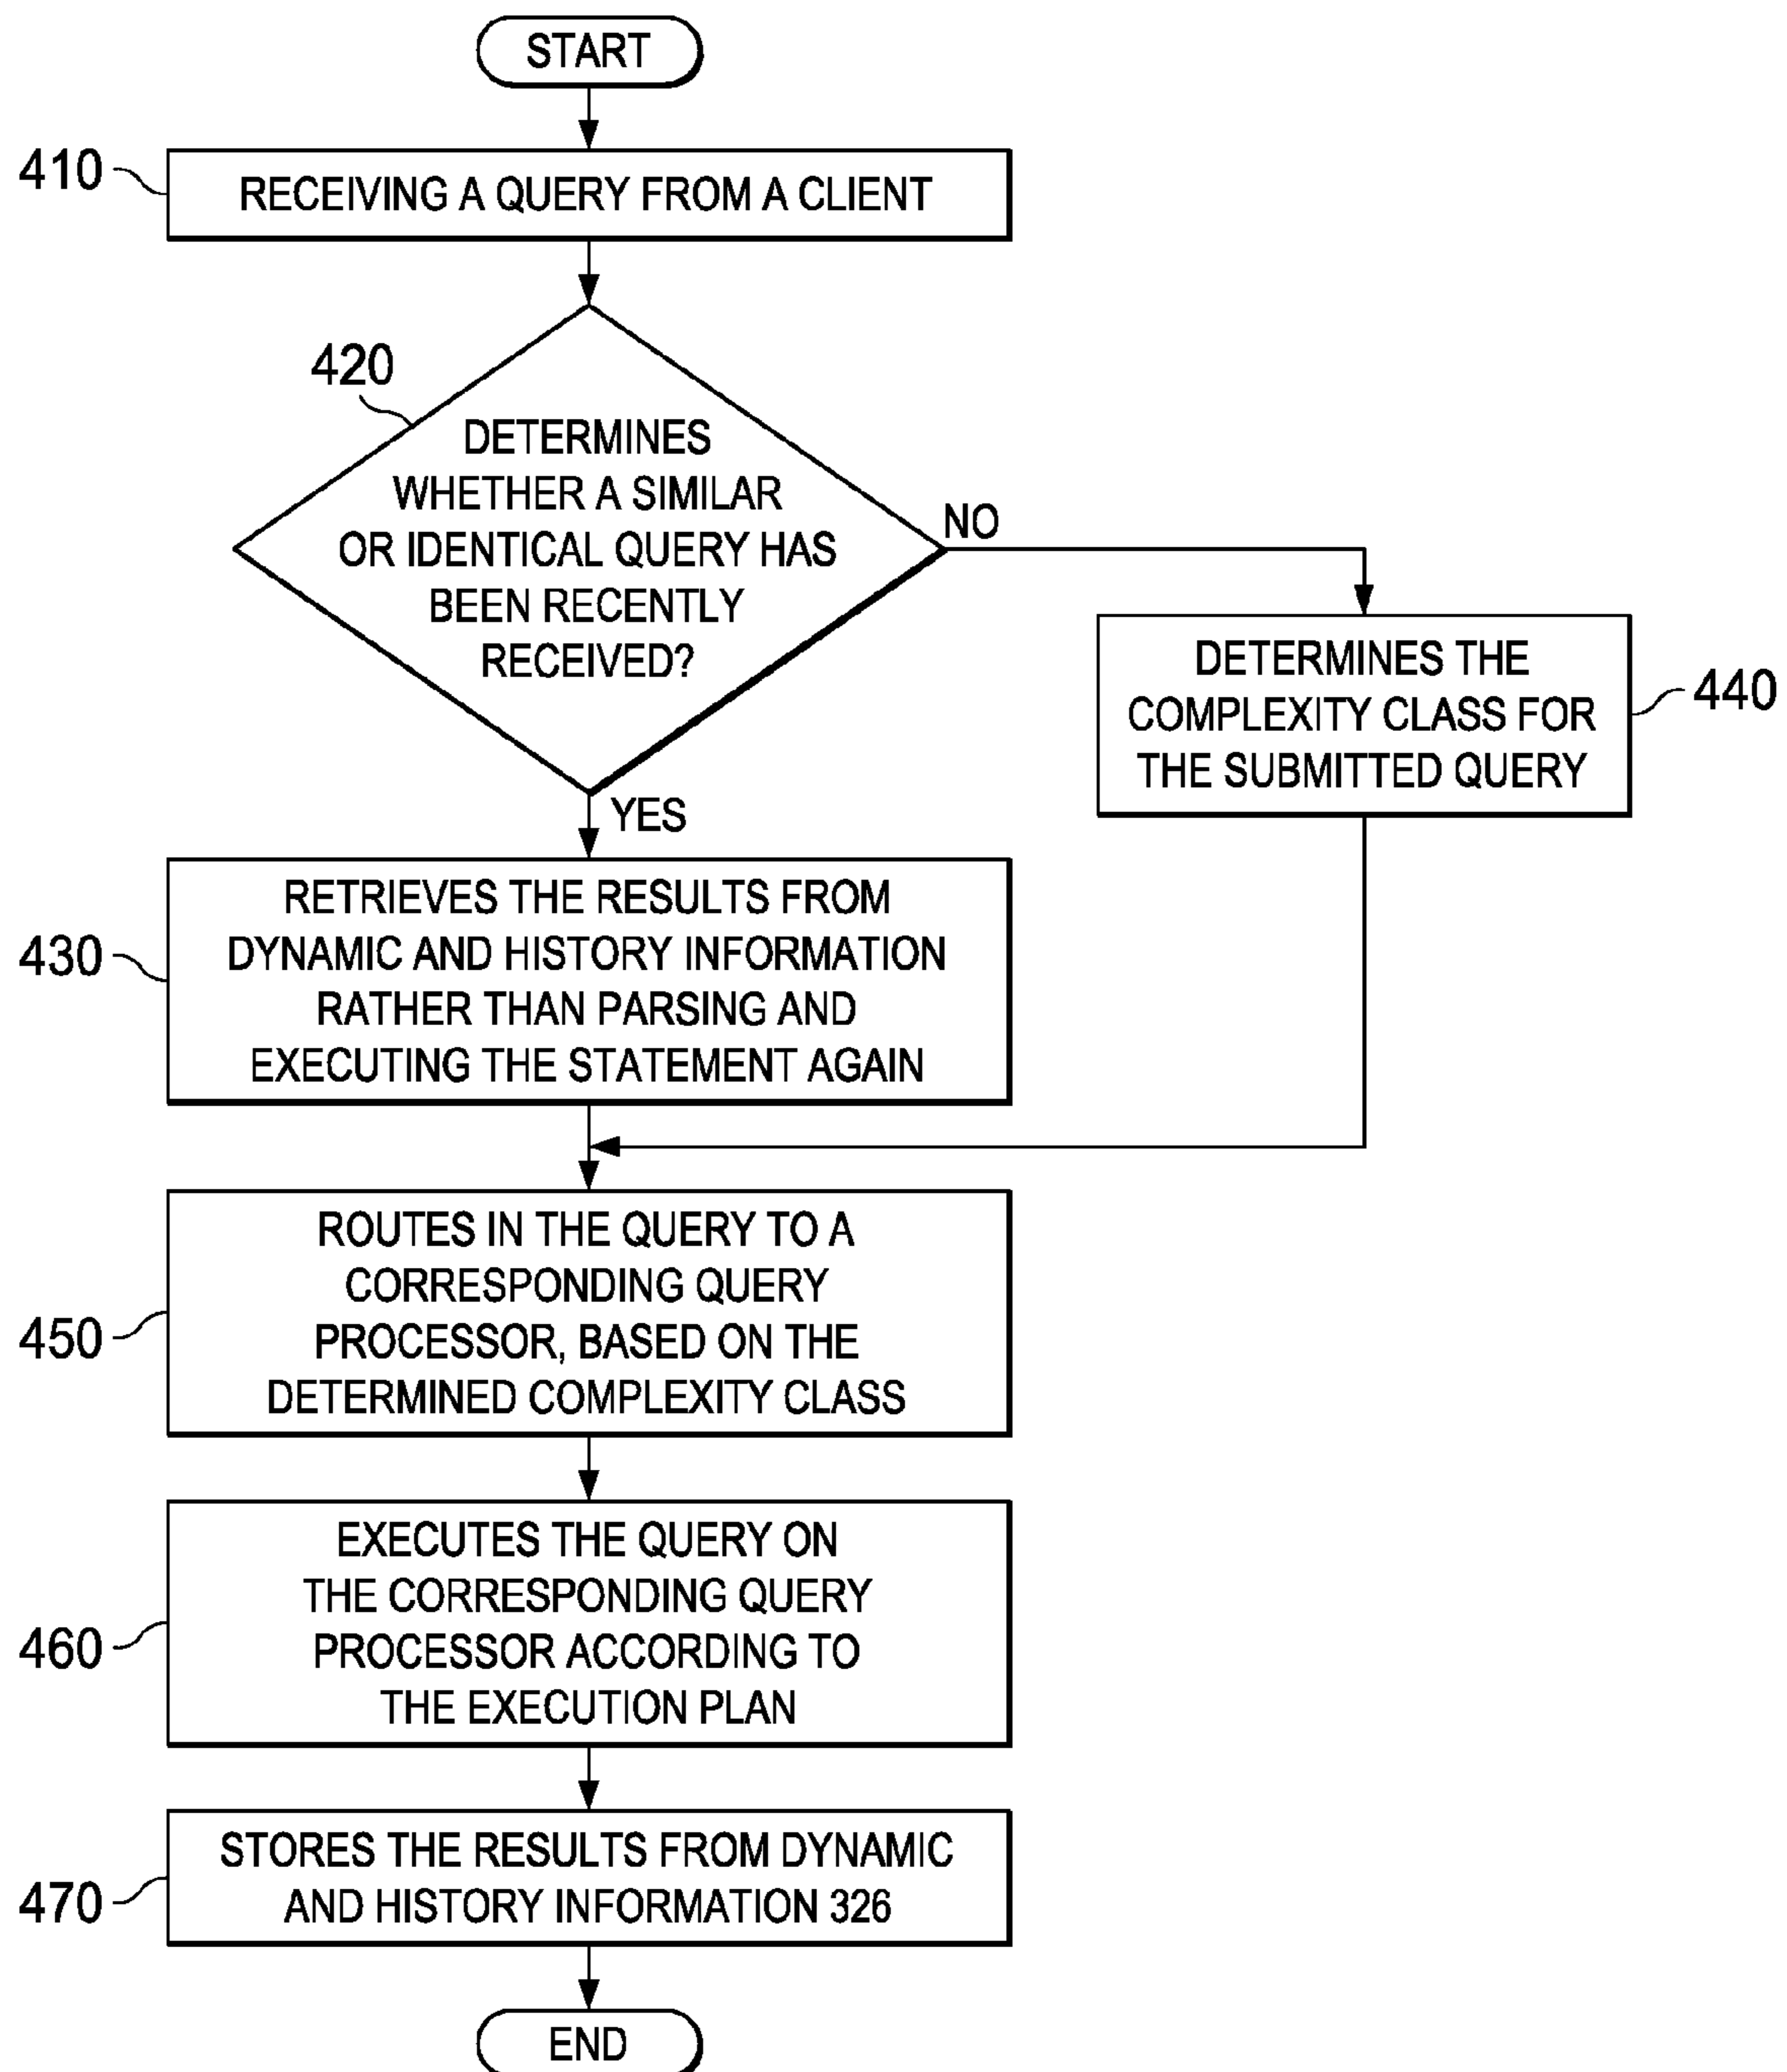 START
410
RECEIVING A QUERY FROM A CLIENT
420
DETERMINES
WHETHER A SIMILAR
OR IDENTICAL QUERY HAS
BEEN RECENTLY
RECEIVED?
NO
DETERMINES THE
COMPLEXITY CLASS FOR
THE SUBMITTED QUERY
440
YES
430
RETRIEVES THE RESULTS FROM
DYNAMIC AND HISTORY INFORMATION
RATHER THAN PARSING AND
EXECUTING THE STATEMENT AGAIN
450
ROUTES IN THE QUERY TO A
CORRESPONDING QUERY
PROCESSOR, BASED ON THE
DETERMINED COMPLEXITY CLASS
460
EXECUTES THE QUERY ON
THE CORRESPONDING QUERY
PROCESSOR ACCORDING TO
THE EXECUTION PLAN
470
STORES THE RESULTS FROM DYNAMIC
AND HISTORY INFORMATION 326
END